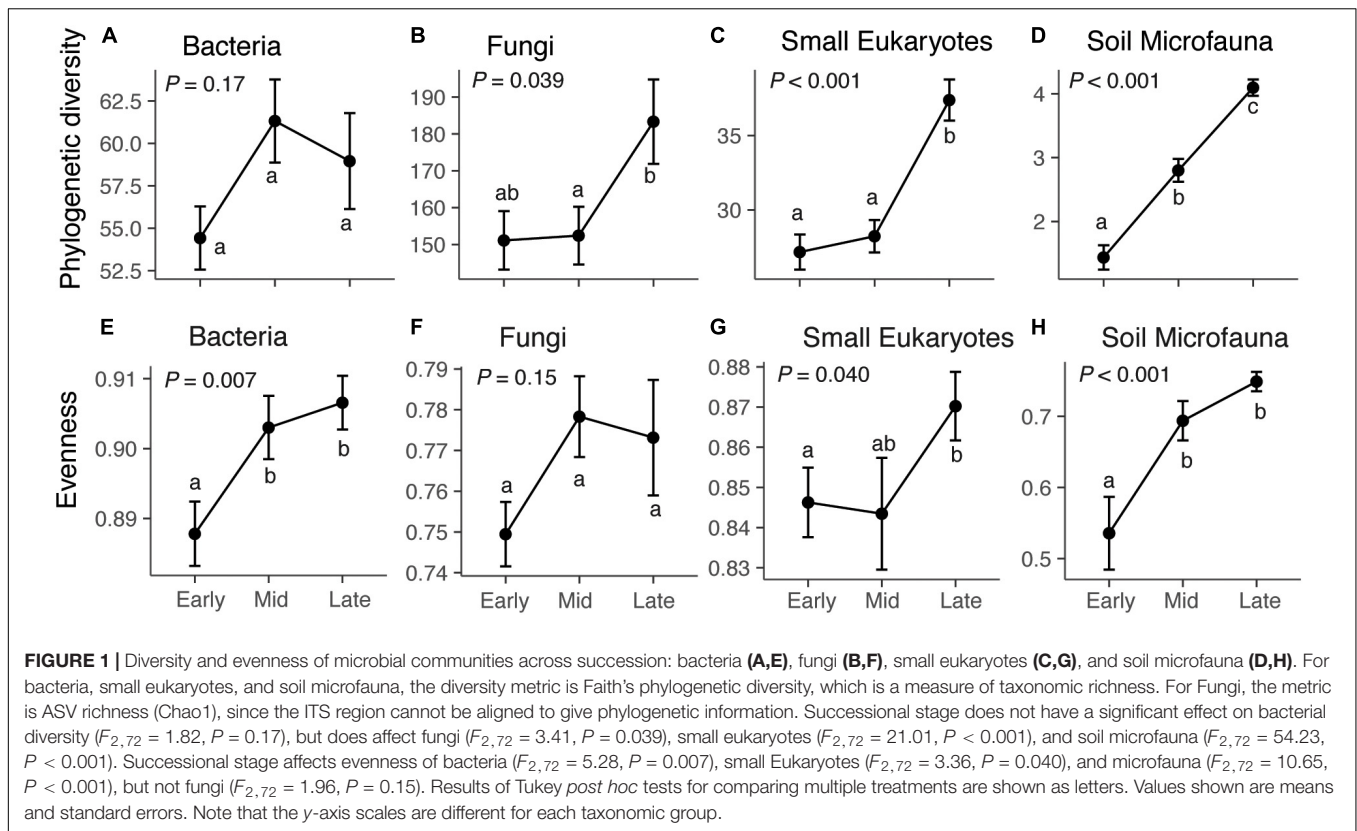 A Bacteria
B Fungi
C Small Eukaryotes
D Soil Microfauna
Phylogenetic diversity
P = 0.17
62.5
60.0
57.5
55.0
52.5
a
a
a
P = 0.039
190
180
170
160
150
ab
a
b
P < 0.001
35
30
a
a
b
P < 0.001
4
3
2
a
b
c
E Bacteria
F Fungi
G Small Eukaryotes
H Soil Microfauna
Evenness
P = 0.007
0.91
0.90
0.89
a
b
b
Early Mid Late
P = 0.15
0.79
0.78
0.77
0.76
0.75
0.74
a
a
a
Early Mid Late
P = 0.040
0.88
0.87
0.86
0.85
0.84
0.83
a
ab
b
Early Mid Late
P < 0.001
0.7
0.6
0.5
a
b
b
Early Mid Late
FIGURE 1 | Diversity and evenness of microbial communities across succession: bacteria (A,E), fungi (B,F), small eukaryotes (C,G), and soil microfauna (D,H). For
bacteria, small eukaryotes, and soil microfauna, the diversity metric is Faith's phylogenetic diversity, which is a measure of taxonomic richness. For Fungi, the metric
is ASV richness (Chao1), since the ITS region cannot be aligned to give phylogenetic information. Successional stage does not have a significant effect on bacterial
diversity (F2,72 = 1.82, P = 0.17), but does affect fungi (F2,72 = 3.41, P = 0.039), small eukaryotes (F2,72 = 21.01, P < 0.001), and soil microfauna (F2,72 = 54.23,
P < 0.001). Successional stage affects evenness of bacteria (F2,72 = 5.28, P = 0.007), small Eukaryotes (F2,72 = 3.36, P = 0.040), and microfauna (F2,72 = 10.65,
P < 0.001), but not fungi (F2,72 = 1.96, P = 0.15). Results of Tukey post hoc tests for comparing multiple treatments are shown as letters. Values shown are means
and standard errors. Note that the y-axis scales are different for each taxonomic group.